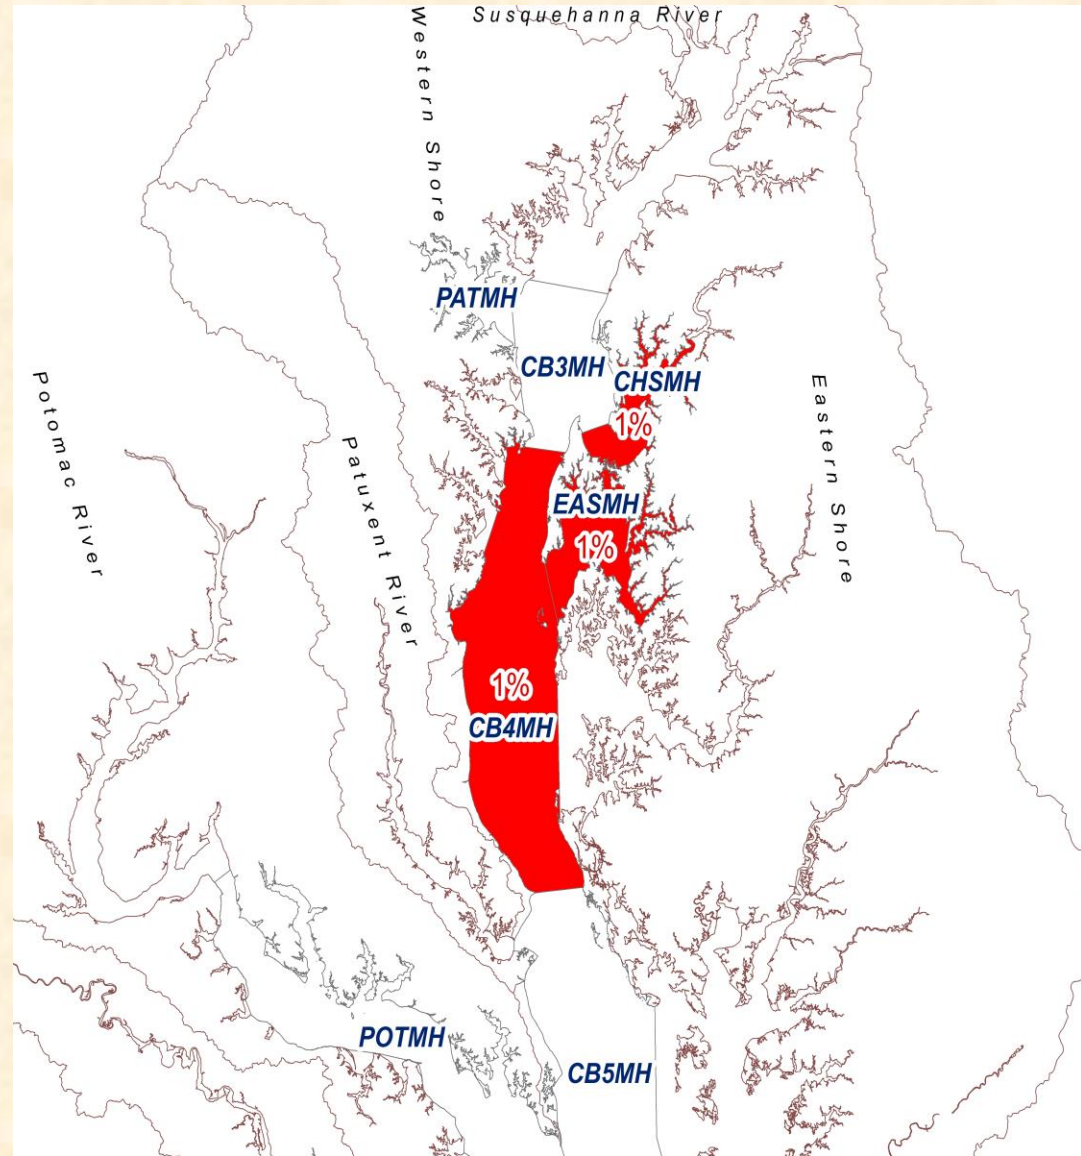 Susquehanna River
Western Shore
PATMH
CB3MH
CHSMH
1%
Potomac River
Patuxent River
Eastern Shore
EASMH
1%
1%
CB4MH
POTMH
CB5MH